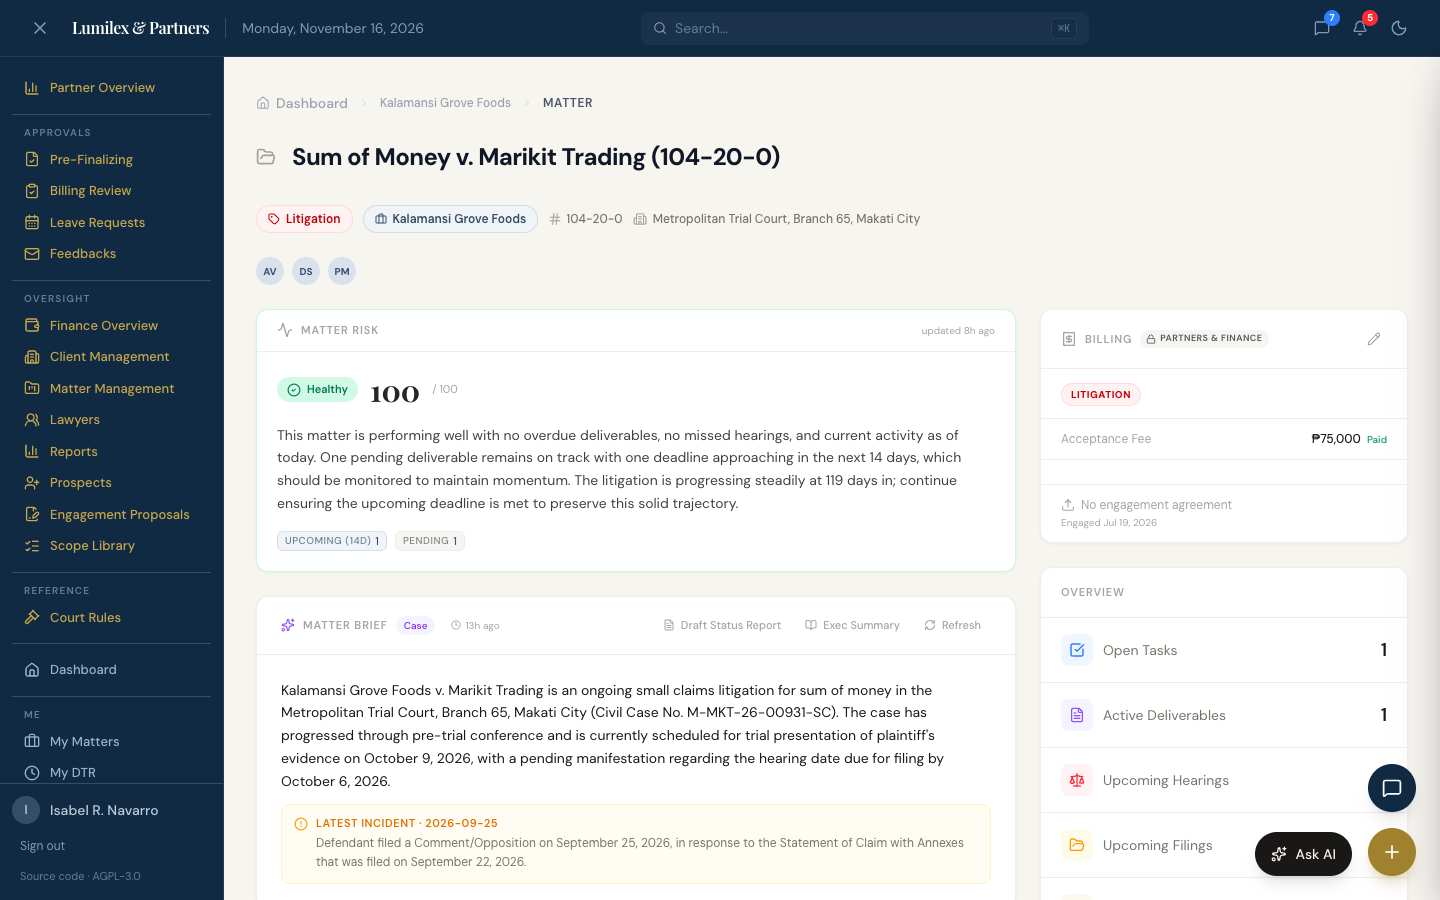 Lumilex & Partners
Monday, November 16, 2026
Search...
⌘K
7
5
Partner Overview
APPROVALS
Pre-Finalizing
Billing Review
Leave Requests
Feedbacks
OVERSIGHT
Finance Overview
Client Management
Matter Management
Lawyers
Reports
Prospects
Engagement Proposals
Scope Library
REFERENCE
Court Rules
Dashboard
ME
My Matters
My DTR
I
Isabel R. Navarro
Sign out
Source code · AGPL-3.0
Dashboard
Kalamansi Grove Foods
MATTER
Sum of Money v. Marikit Trading (104-20-0)
Litigation
Kalamansi Grove Foods
104-20-0
Metropolitan Trial Court, Branch 65, Makati City
AV
DS
PM
MATTER RISK
updated 8h ago
Healthy
100
/ 100
This matter is performing well with no overdue deliverables, no missed hearings, and current activity as of
today. One pending deliverable remains on track with one deadline approaching in the next 14 days, which
should be monitored to maintain momentum. The litigation is progressing steadily at 119 days in; continue
ensuring the upcoming deadline is met to preserve this solid trajectory.
UPCOMING (14D) 1
PENDING 1
MATTER BRIEF
Case
13h ago
Draft Status Report
Exec Summary
Refresh
Kalamansi Grove Foods v. Marikit Trading is an ongoing small claims litigation for sum of money in the
Metropolitan Trial Court, Branch 65, Makati City (Civil Case No. M-MKT-26-00931-SC). The case has
progressed through pre-trial conference and is currently scheduled for trial presentation of plaintiff's
evidence on October 9, 2026, with a pending manifestation regarding the hearing date due for filing by
October 6, 2026.
LATEST INCIDENT · 2026-09-25
Defendant filed a Comment/Opposition on September 25, 2026, in response to the Statement of Claim with Annexes
that was filed on September 22, 2026.
BILLING
PARTNERS & FINANCE
LITIGATION
Acceptance Fee
₱75,000 Paid
No engagement agreement
Engaged Jul 19, 2026
OVERVIEW
Open Tasks
1
Active Deliverables
1
Upcoming Hearings
Upcoming Filings
Ask AI